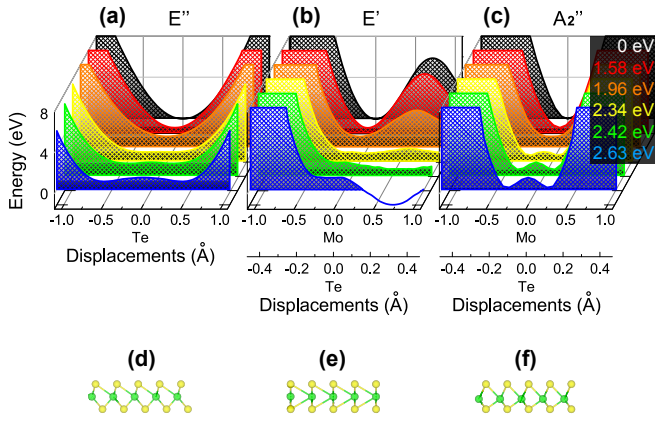 (a) E''
(b) E'
(c) A₂''
0 eV
1.58 eV
1.96 eV
2.34 eV
2.42 eV
2.63 eV
Energy (eV)
8
4
0
-1.0 -0.5 0.0 0.5 1.0
Te
Displacements (Å)
-1.0 -0.5 0.0 0.5 1.0
Mo
-0.4 -0.2 0.0 0.2 0.4
Te
Displacements (Å)
-1.0 -0.5 0.0 0.5 1.0
Mo
-0.4 -0.2 0.0 0.2 0.4
Te
Displacements (Å)
(d)
(e)
(f)